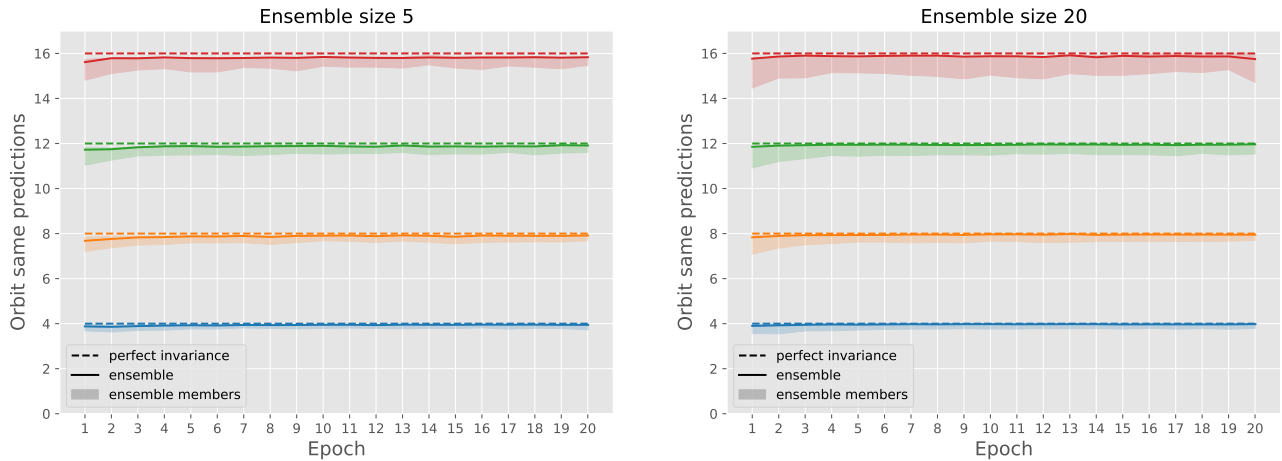 Ensemble size 5
Orbit same predictions
16
14
12
10
8
6
4
2
0
perfect invariance
ensemble
ensemble members
1 2 3 4 5 6 7 8 9 10 11 12 13 14 15 16 17 18 19 20
Epoch
Ensemble size 20
Orbit same predictions
16
14
12
10
8
6
4
2
0
perfect invariance
ensemble
ensemble members
1 2 3 4 5 6 7 8 9 10 11 12 13 14 15 16 17 18 19 20
Epoch